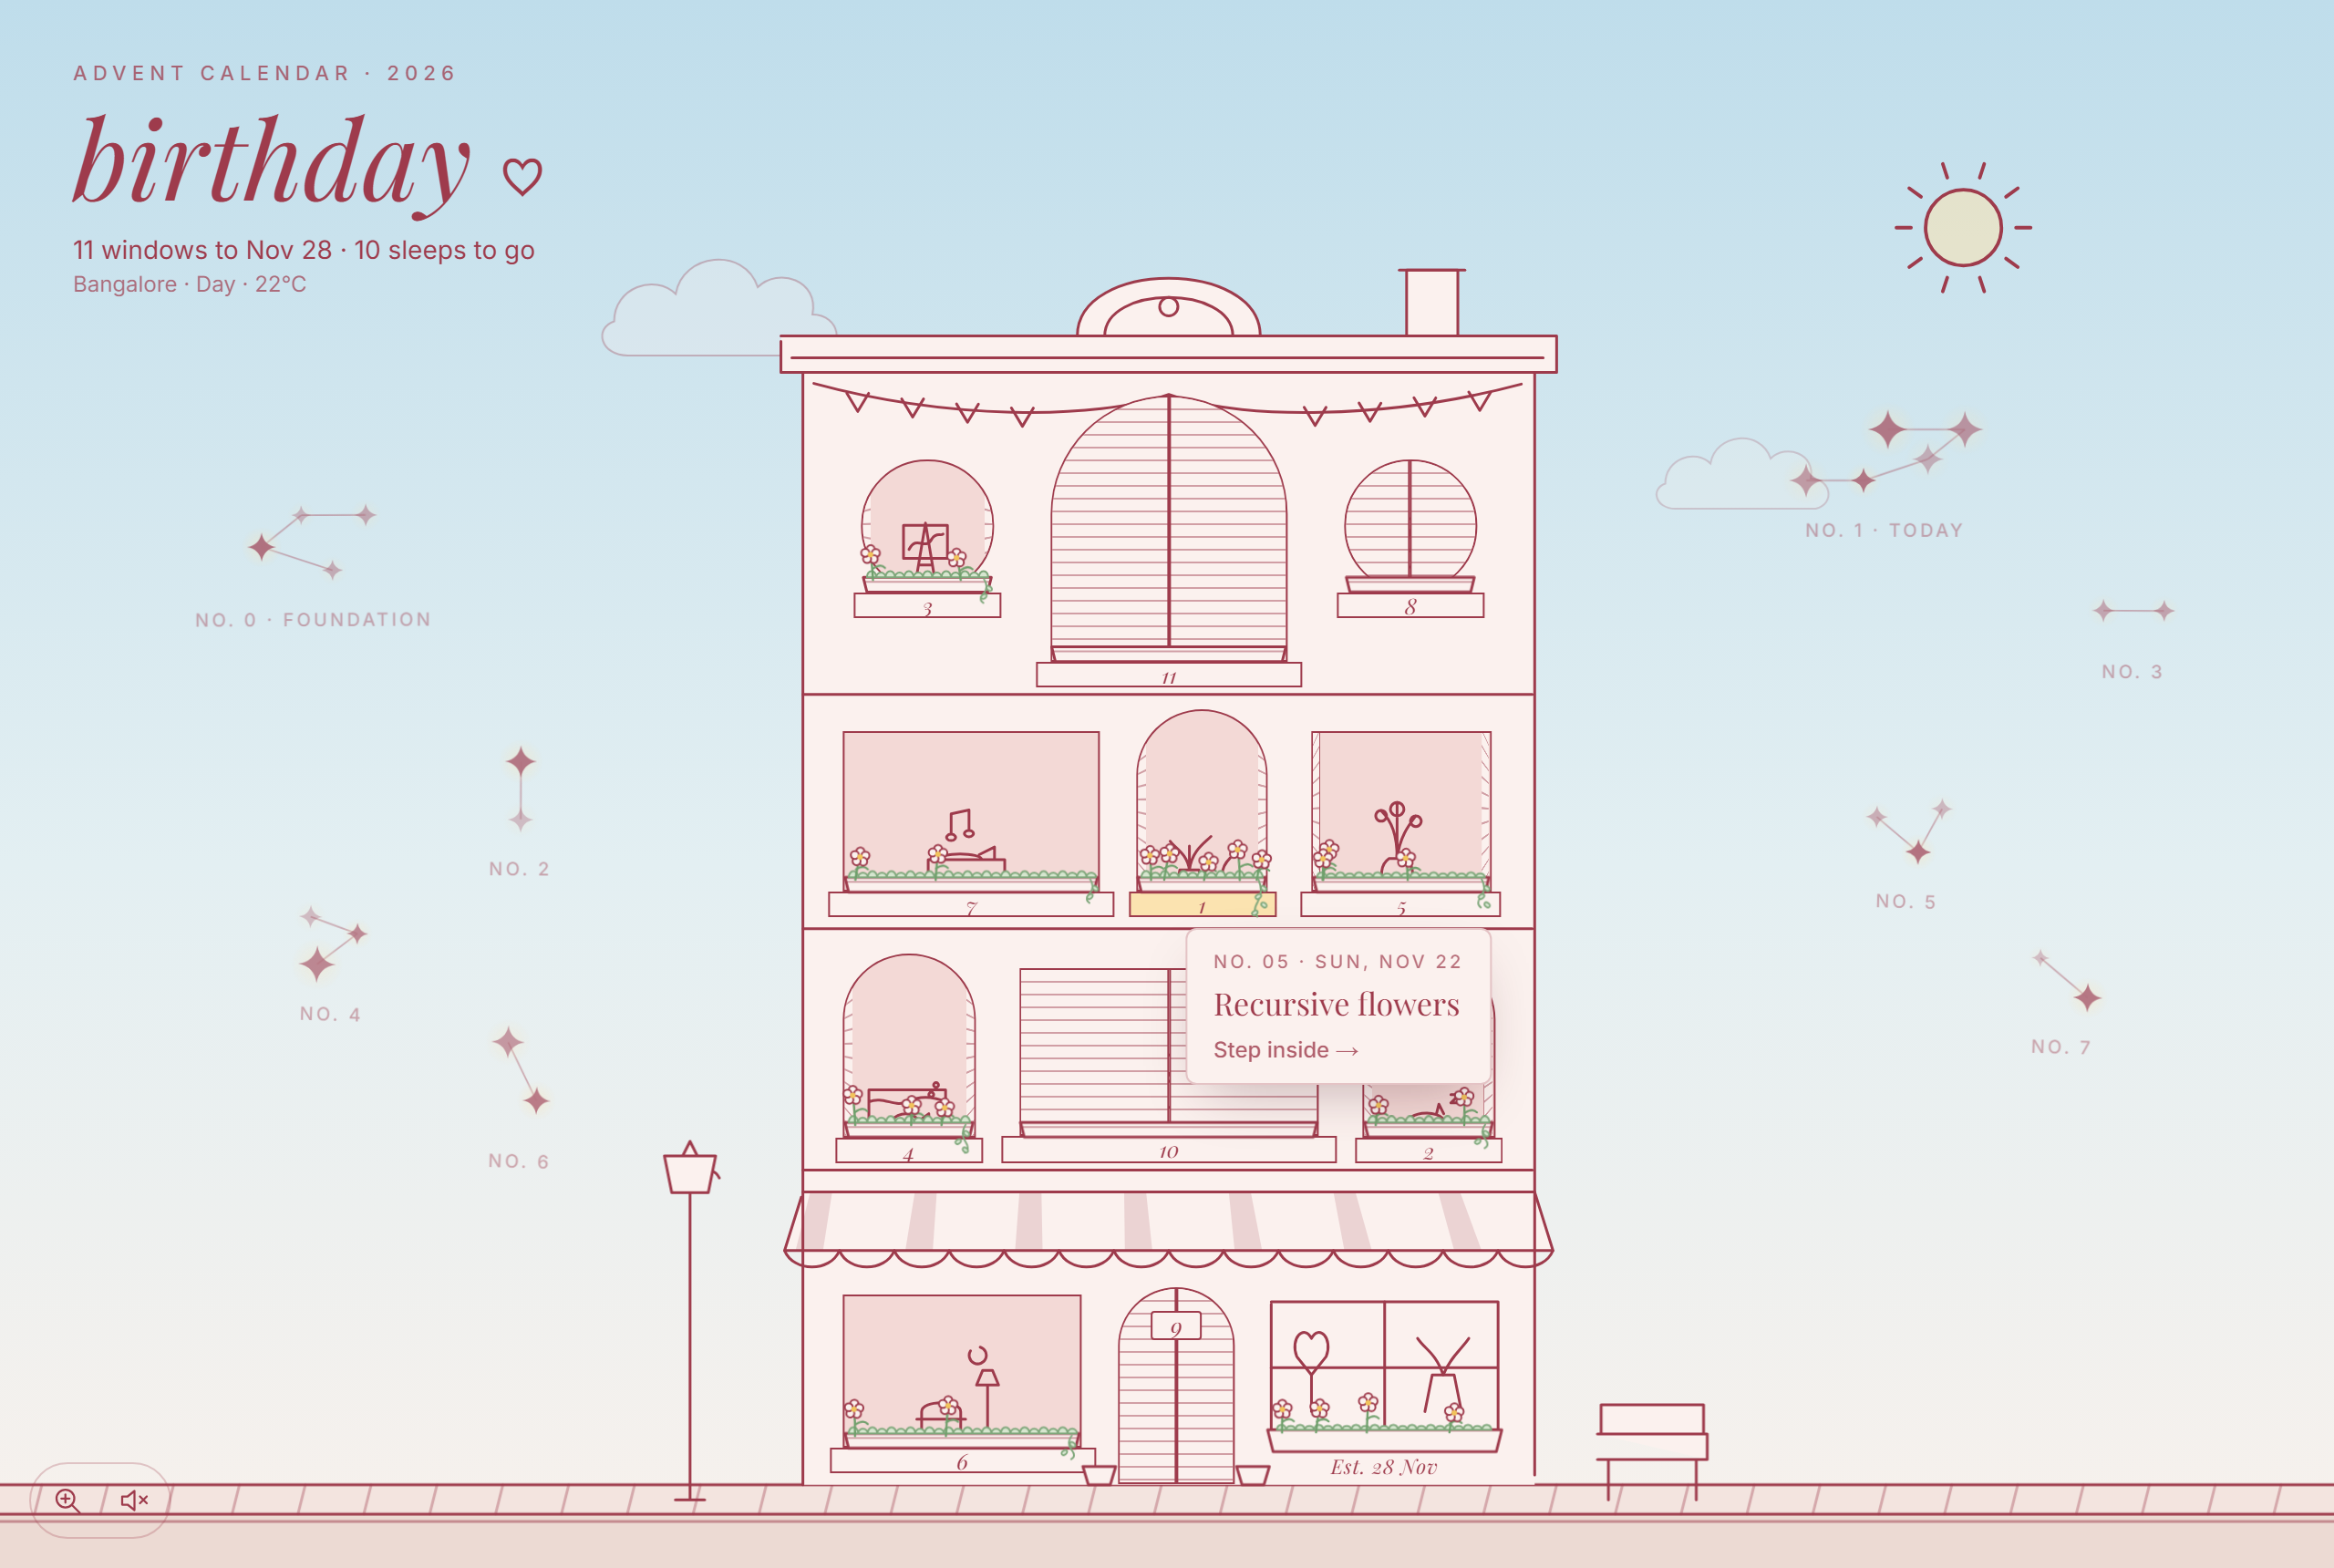 ADVENT CALENDAR · 2026
birthday
11 windows to Nov 28 · 10 sleeps to go
Bangalore · Day · 22°C
NO. 0 · FOUNDATION
NO. 2
NO. 4
NO. 6
3
11
8
7
1
5
NO. 05 · SUN, NOV 22
Recursive flowers
Step inside →
4
10
2
6
9
Est. 28 Nov
NO. 1 · TODAY
NO. 3
NO. 5
NO. 7